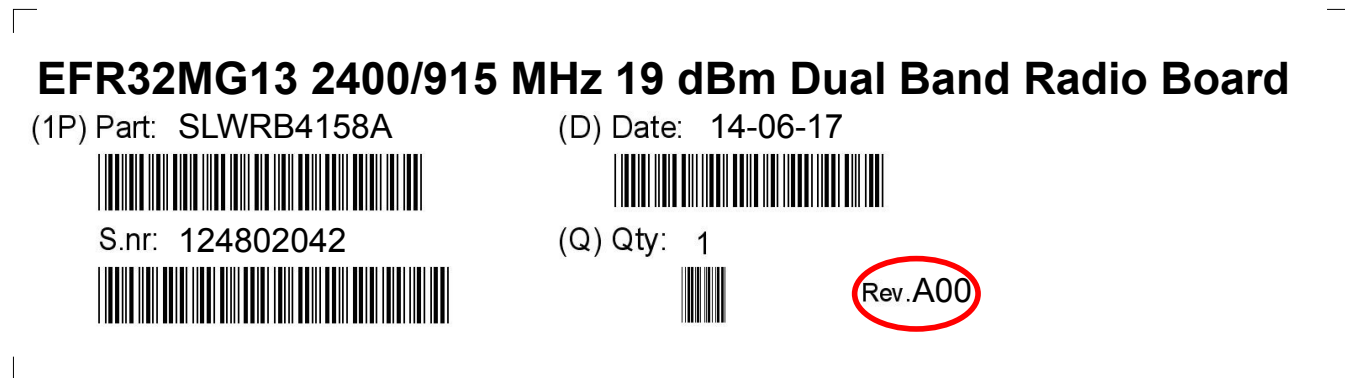 EFR32MG13 2400/915 MHz 19 dBm Dual Band Radio Board
(1P) Part: SLWRB4158A
(D) Date: 14-06-17
S.nr: 124802042
(Q) Qty: 1
Rev.A00